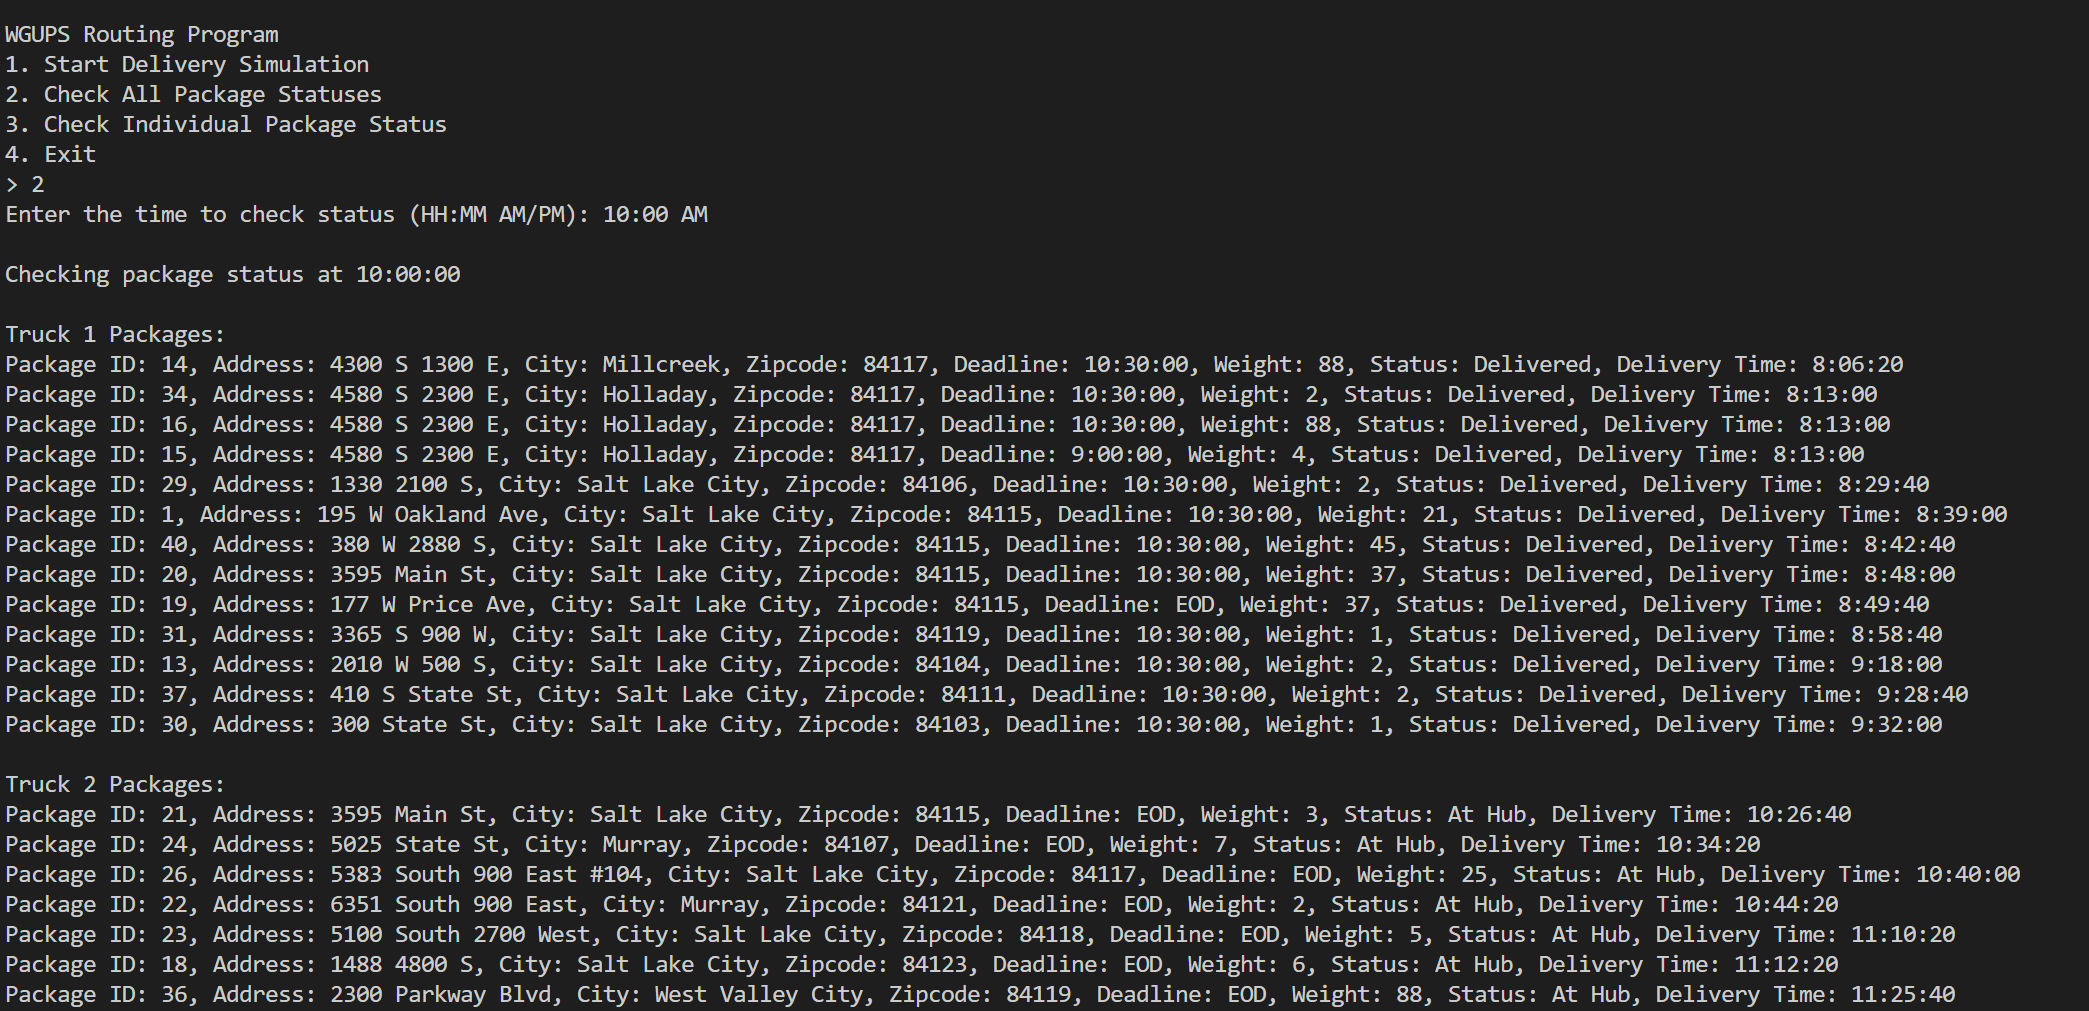 WGUPS Routing Program
1. Start Delivery Simulation
2. Check All Package Statuses
3. Check Individual Package Status
4. Exit
> 2
Enter the time to check status (HH:MM AM/PM): 10:00 AM
Checking package status at 10:00:00
Truck 1 Packages:
Package ID: 14, Address: 4300 S 1300 E, City: Millcreek, Zipcode: 84117, Deadline: 10:30:00, Weight: 88, Status: Delivered, Delivery Time: 8:06:20
Package ID: 34, Address: 4580 S 2300 E, City: Holladay, Zipcode: 84117, Deadline: 10:30:00, Weight: 2, Status: Delivered, Delivery Time: 8:13:00
Package ID: 16, Address: 4580 S 2300 E, City: Holladay, Zipcode: 84117, Deadline: 10:30:00, Weight: 88, Status: Delivered, Delivery Time: 8:13:00
Package ID: 15, Address: 4580 S 2300 E, City: Holladay, Zipcode: 84117, Deadline: 9:00:00, Weight: 4, Status: Delivered, Delivery Time: 8:13:00
Package ID: 29, Address: 1330 2100 S, City: Salt Lake City, Zipcode: 84106, Deadline: 10:30:00, Weight: 2, Status: Delivered, Delivery Time: 8:29:40
Package ID: 1, Address: 195 W Oakland Ave, City: Salt Lake City, Zipcode: 84115, Deadline: 10:30:00, Weight: 21, Status: Delivered, Delivery Time: 8:39:00
Package ID: 40, Address: 380 W 2880 S, City: Salt Lake City, Zipcode: 84115, Deadline: 10:30:00, Weight: 45, Status: Delivered, Delivery Time: 8:42:40
Package ID: 20, Address: 3595 Main St, City: Salt Lake City, Zipcode: 84115, Deadline: 10:30:00, Weight: 37, Status: Delivered, Delivery Time: 8:48:00
Package ID: 19, Address: 177 W Price Ave, City: Salt Lake City, Zipcode: 84115, Deadline: EOD, Weight: 37, Status: Delivered, Delivery Time: 8:49:40
Package ID: 31, Address: 3365 S 900 W, City: Salt Lake City, Zipcode: 84119, Deadline: 10:30:00, Weight: 1, Status: Delivered, Delivery Time: 8:58:40
Package ID: 13, Address: 2010 W 500 S, City: Salt Lake City, Zipcode: 84104, Deadline: 10:30:00, Weight: 2, Status: Delivered, Delivery Time: 9:18:00
Package ID: 37, Address: 410 S State St, City: Salt Lake City, Zipcode: 84111, Deadline: 10:30:00, Weight: 2, Status: Delivered, Delivery Time: 9:28:40
Package ID: 30, Address: 300 State St, City: Salt Lake City, Zipcode: 84103, Deadline: 10:30:00, Weight: 1, Status: Delivered, Delivery Time: 9:32:00
Truck 2 Packages:
Package ID: 21, Address: 3595 Main St, City: Salt Lake City, Zipcode: 84115, Deadline: EOD, Weight: 3, Status: At Hub, Delivery Time: 10:26:40
Package ID: 24, Address: 5025 State St, City: Murray, Zipcode: 84107, Deadline: EOD, Weight: 7, Status: At Hub, Delivery Time: 10:34:20
Package ID: 26, Address: 5383 South 900 East #104, City: Salt Lake City, Zipcode: 84117, Deadline: EOD, Weight: 25, Status: At Hub, Delivery Time: 10:40:00
Package ID: 22, Address: 6351 South 900 East, City: Murray, Zipcode: 84121, Deadline: EOD, Weight: 2, Status: At Hub, Delivery Time: 10:44:20
Package ID: 23, Address: 5100 South 2700 West, City: Salt Lake City, Zipcode: 84118, Deadline: EOD, Weight: 5, Status: At Hub, Delivery Time: 11:10:20
Package ID: 18, Address: 1488 4800 S, City: Salt Lake City, Zipcode: 84123, Deadline: EOD, Weight: 6, Status: At Hub, Delivery Time: 11:12:20
Package ID: 36, Address: 2300 Parkway Blvd, City: West Valley City, Zipcode: 84119, Deadline: EOD, Weight: 88, Status: At Hub, Delivery Time: 11:25:40